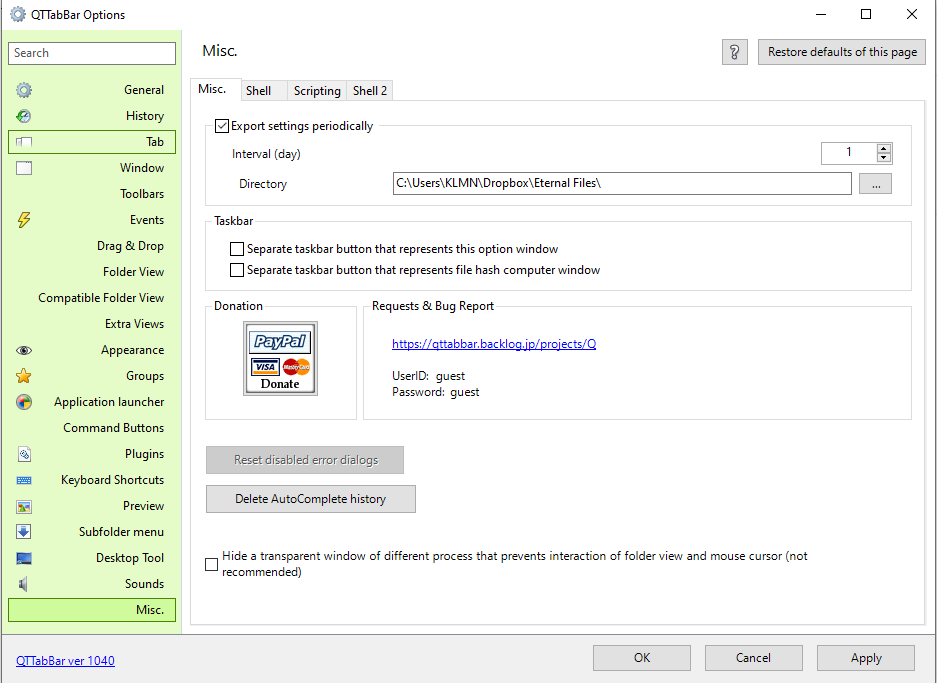 QTTabBar Options
Search
General
History
Tab
Window
Toolbars
Events
Drag & Drop
Folder View
Compatible Folder View
Extra Views
Appearance
Groups
Application launcher
Command Buttons
Plugins
Keyboard Shortcuts
Preview
Subfolder menu
Desktop Tool
Sounds
Misc.
QTTabBar ver 1040
Misc.
?
Restore defaults of this page
Misc. Shell Scripting Shell 2
Export settings periodically
Interval (day) 1
Directory C:\Users\KLMN\Dropbox\Eternal Files\ ...
Taskbar
Separate taskbar button that represents this option window
Separate taskbar button that represents file hash computer window
Donation
PayPal
VISA MasterCard
Donate
Requests & Bug Report
https://qttabbar.backlog.jp/projects/Q
UserID: guest
Password: guest
Reset disabled error dialogs
Delete AutoComplete history
Hide a transparent window of different process that prevents interaction of folder view and mouse cursor (not
recommended)
OK Cancel Apply